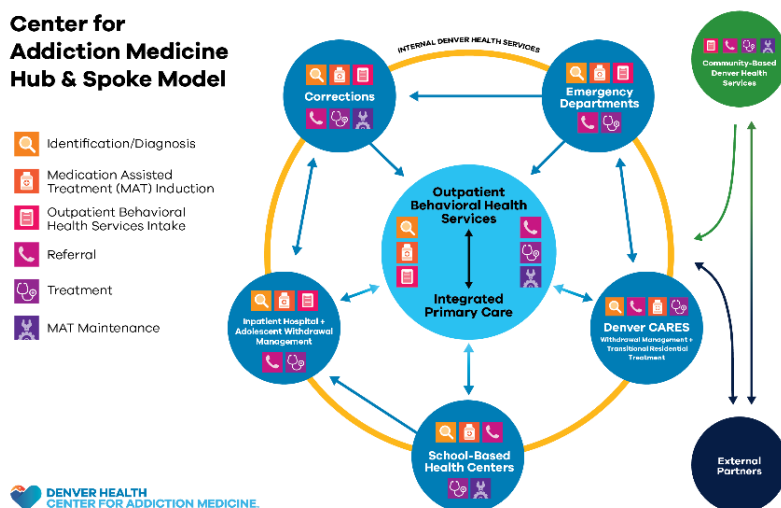 Center for
Addiction Medicine
Hub & Spoke Model
Identification/Diagnosis
Medication Assisted
Treatment (MAT) Induction
Outpatient Behavioral
Health Services Intake
Referral
Treatment
MAT Maintenance
INTERNAL DENVER HEALTH SERVICES
Corrections
Emergency
Departments
Community-Based
Denver Health
Services
Outpatient
Behavioral Health
Services
Integrated
Primary Care
Inpatient Hospital +
Adolescent Withdrawal
Management
Denver CARES
Withdrawal Management +
Transitional Residential
Treatment
School-Based
Health Centers
External
Partners
DENVER HEALTH
CENTER FOR ADDICTION MEDICINE.